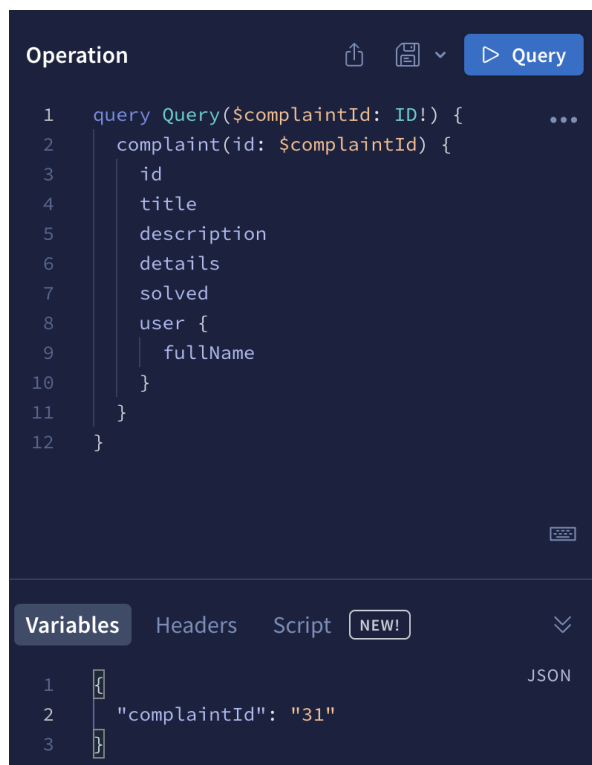 Operation
Query
1 query Query($complaintId: ID!) {
2 complaint(id: $complaintId) {
3 id
4 title
5 description
6 details
7 solved
8 user {
9 fullName
10 }
11 }
12 }
Variables Headers Script NEW!
JSON
1 {
2 "complaintId": "31"
3 }